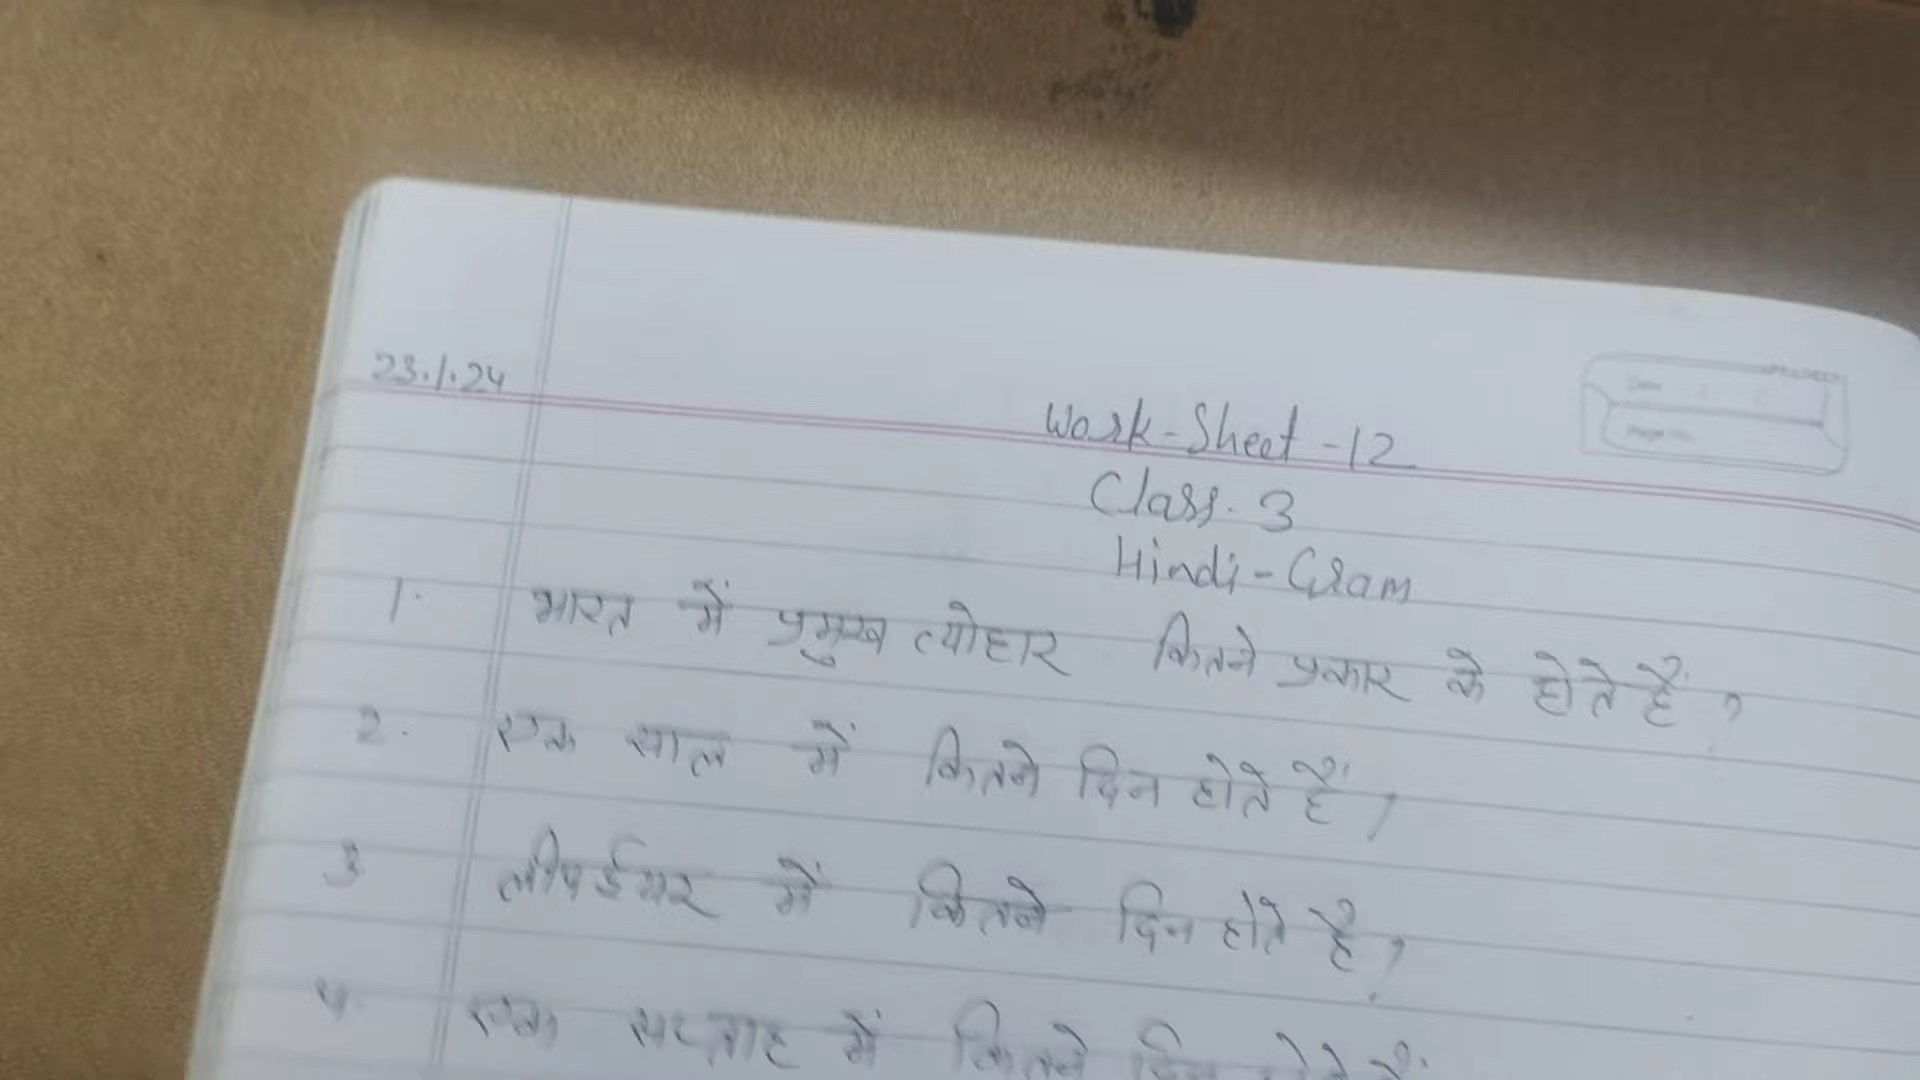 23.1.24
Work-Sheet -12
Class. 3
Hindi - Gram
1. भारत में प्रमुख त्योहार कितने प्रकार के होते हैं ?
2. एक साल में कितने दिन होते हैं ?
3 लीपईयर में कितने दिन होते है ?
4. एक सप्ताह में कितने दिन होते हैं